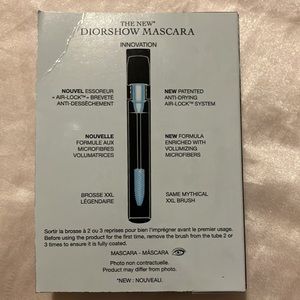 THE NEW*
DIORSHOW MASCARA
INNOVATION
NOUVEL ESSOREUR
« AIR-LOCK™ » BREVETÉ
ANTI-DESSÈCHEMENT
NEW PATENTED
ANTI-DRYING
AIR-LOCK™ SYSTEM
NOUVELLE
FORMULE AUX
MICROFIBRES
VOLUMATRICES
NEW FORMULA
ENRICHED WITH
VOLUMIZING
MICROFIBERS
BROSSE XXL
LÉGENDAIRE
SAME MYTHICAL
XXL BRUSH
Sortir la brosse à 2 ou 3 reprises pour bien l'imprégner avant le premier usage.
Before using the product for the first time, remove the brush from the tube 2 or
3 times to ensure it is fully coated.
MASCARA - MÁSCARA
Photo non contractuelle.
Product may differ from photo.
*NEW : NOUVEAU.